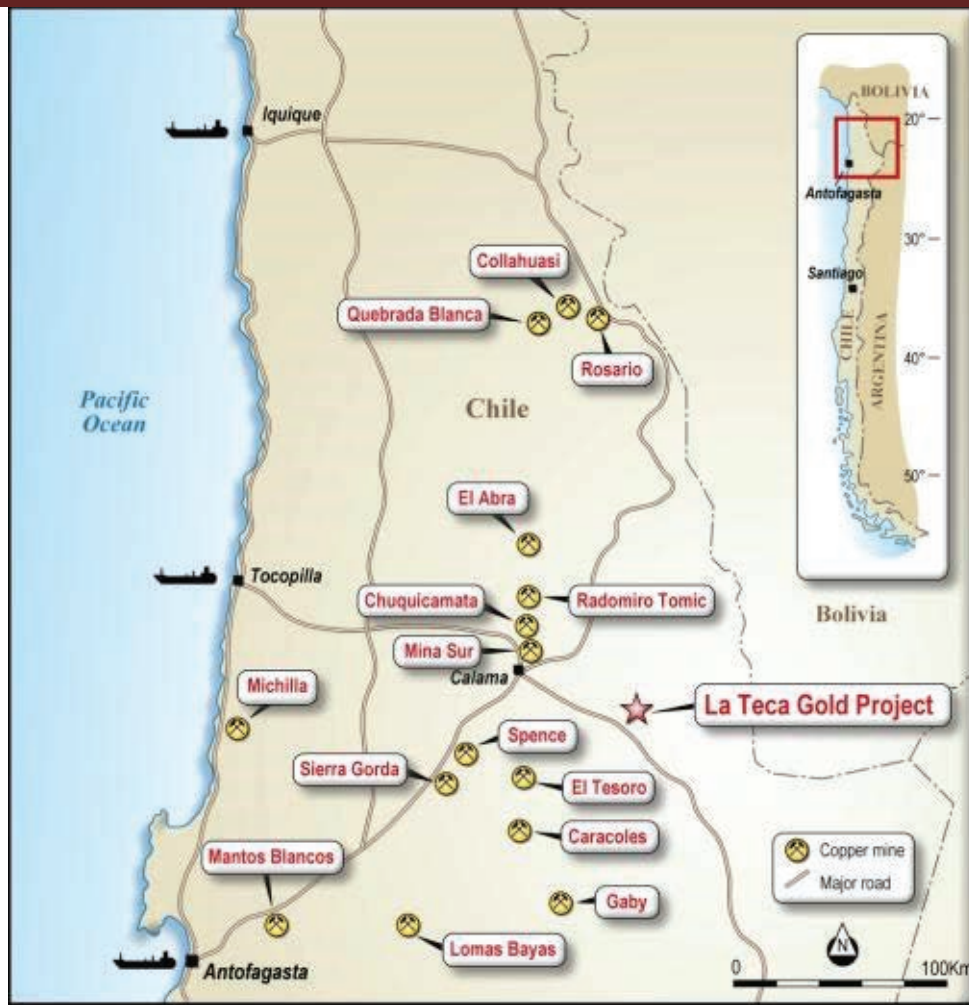 Iquique
BOLIVIA
20°
Antofagasta
30°
Santiago
CHILE
ARGENTINA
40°
50°
Collahuasi
Quebrada Blanca
Rosario
Pacific
Ocean
Chile
El Abra
Tocopilla
Radomiro Tomic
Chuquicamata
Bolivia
Mina Sur
Calama
Michilla
La Teca Gold Project
Spence
Sierra Gorda
El Tesoro
Caracoles
Mantos Blancos
Copper mine
Major road
Gaby
Lomas Bayas
N
Antofagasta
0 100Km